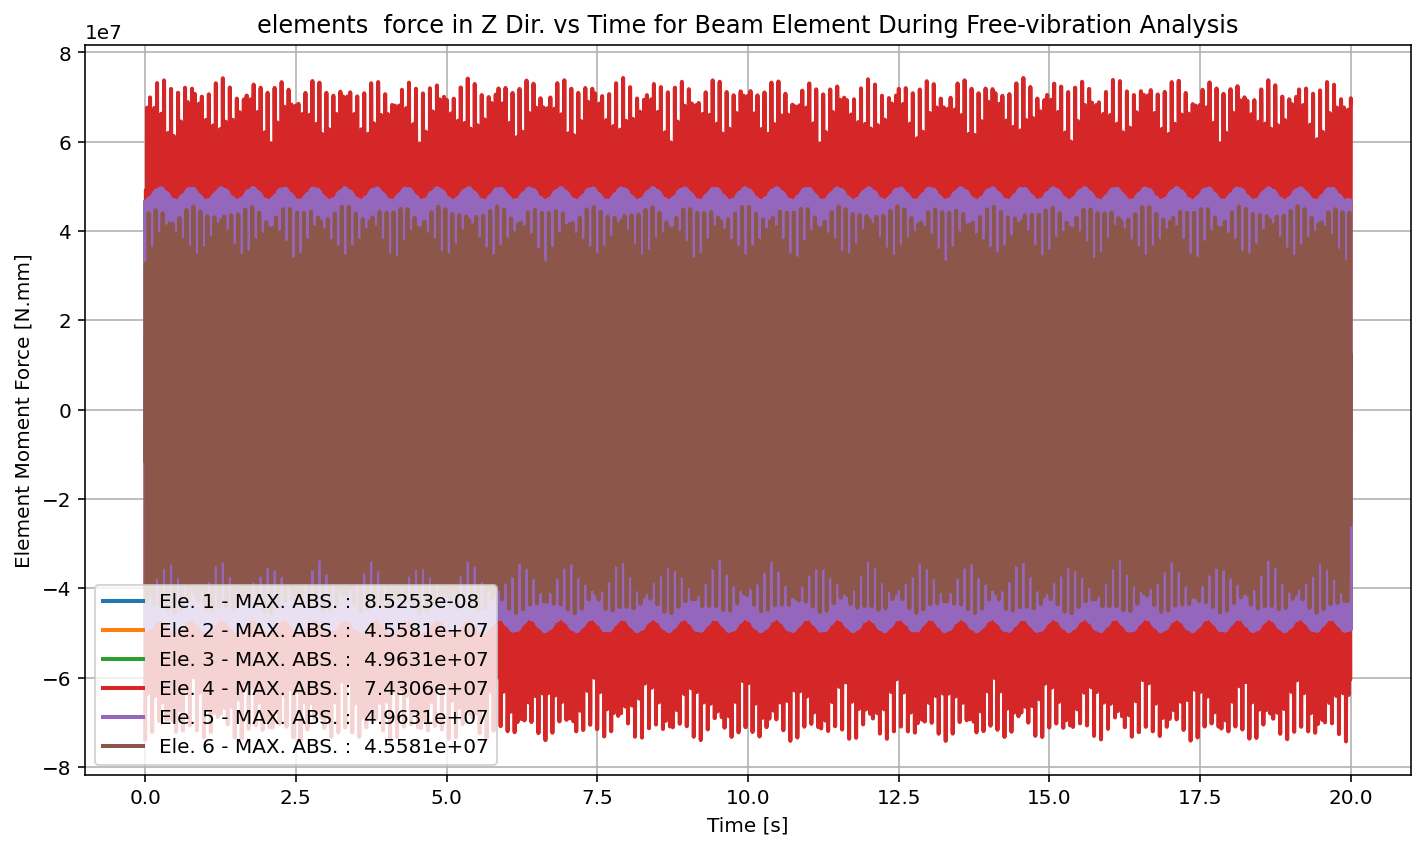 elements  force in Z Dir. vs Time for Beam Element During Free-vibration Analysis
1e7
8
6
4
2
0
−2
−4
−6
−8
Element Moment Force [N.mm]
Ele. 1 - MAX. ABS. :  8.5253e-08
Ele. 2 - MAX. ABS. :  4.5581e+07
Ele. 3 - MAX. ABS. :  4.9631e+07
Ele. 4 - MAX. ABS. :  7.4306e+07
Ele. 5 - MAX. ABS. :  4.9631e+07
Ele. 6 - MAX. ABS. :  4.5581e+07
0.0 2.5 5.0 7.5 10.0 12.5 15.0 17.5 20.0
Time [s]